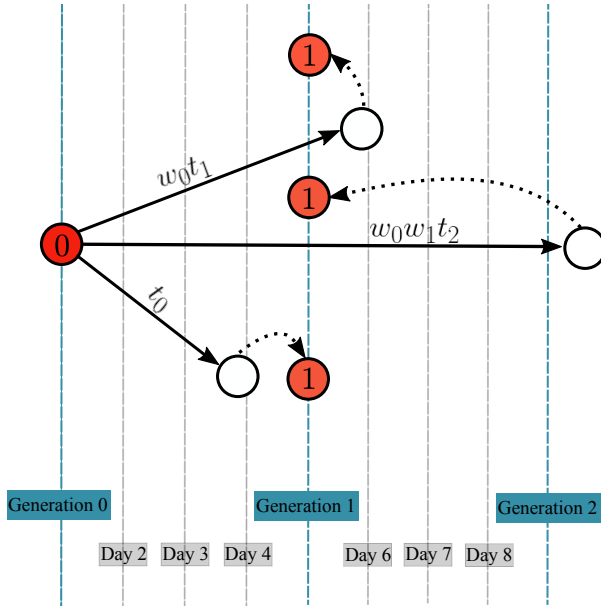 1
w₀t₁
1
0
w₀w₁t₂
t₀
1
Generation 0
Generation 1
Generation 2
Day 2
Day 3
Day 4
Day 6
Day 7
Day 8